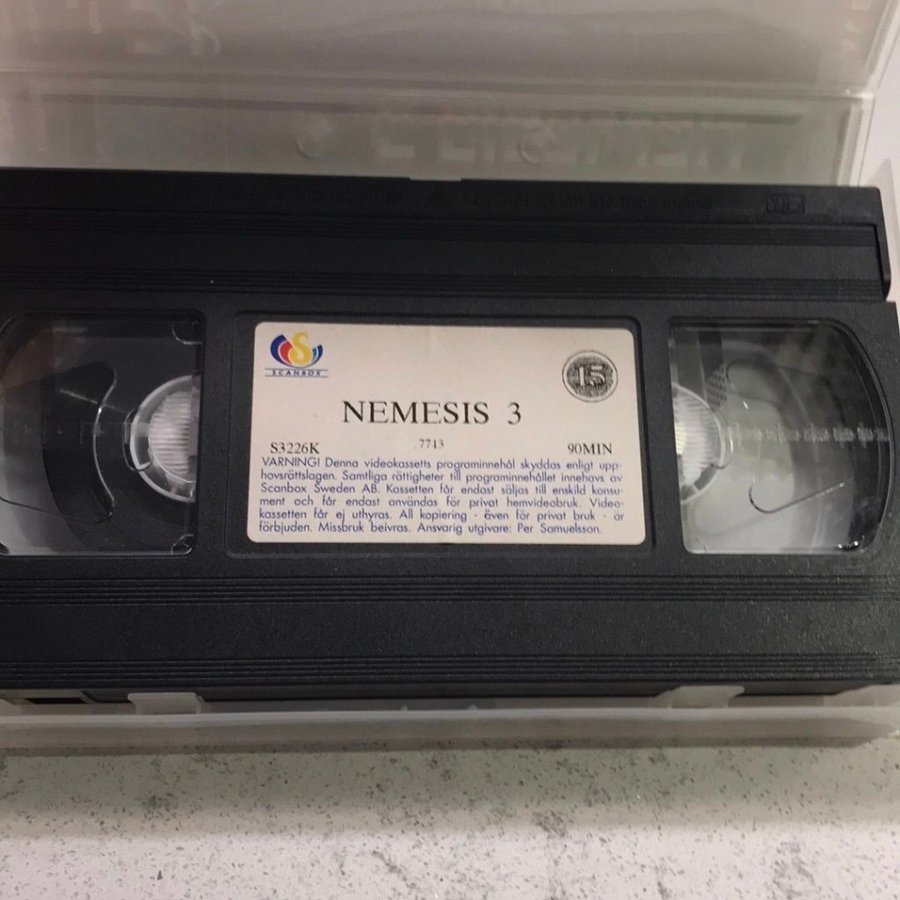 SCANBOX
15
NEMESIS 3
S3226K .7713 90MIN
VARNING! Denna videokassetts programinnehål skyddas enligt upp-
hovsrättslagen. Samtliga rättigheter till programinnehållet innehavs av
Scanbox Sweden AB. Kassetten får endast säljas till enskild konsu-
ment och får endast användas för privat hemvideobruk. Video-
kassetten får ej uthyras. All kopiering - även för privat bruk - är
förbjuden. Missbruk beivras. Ansvarig utgivare: Per Samuelsson.